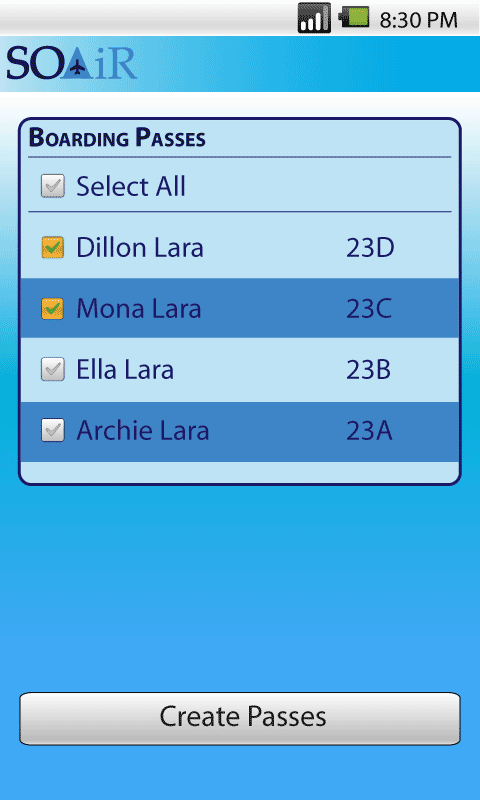 8:30 PM
SOAiR
Boarding Passes
Select All
Dillon Lara 23D
Mona Lara 23C
Ella Lara 23B
Archie Lara 23A
Create Passes